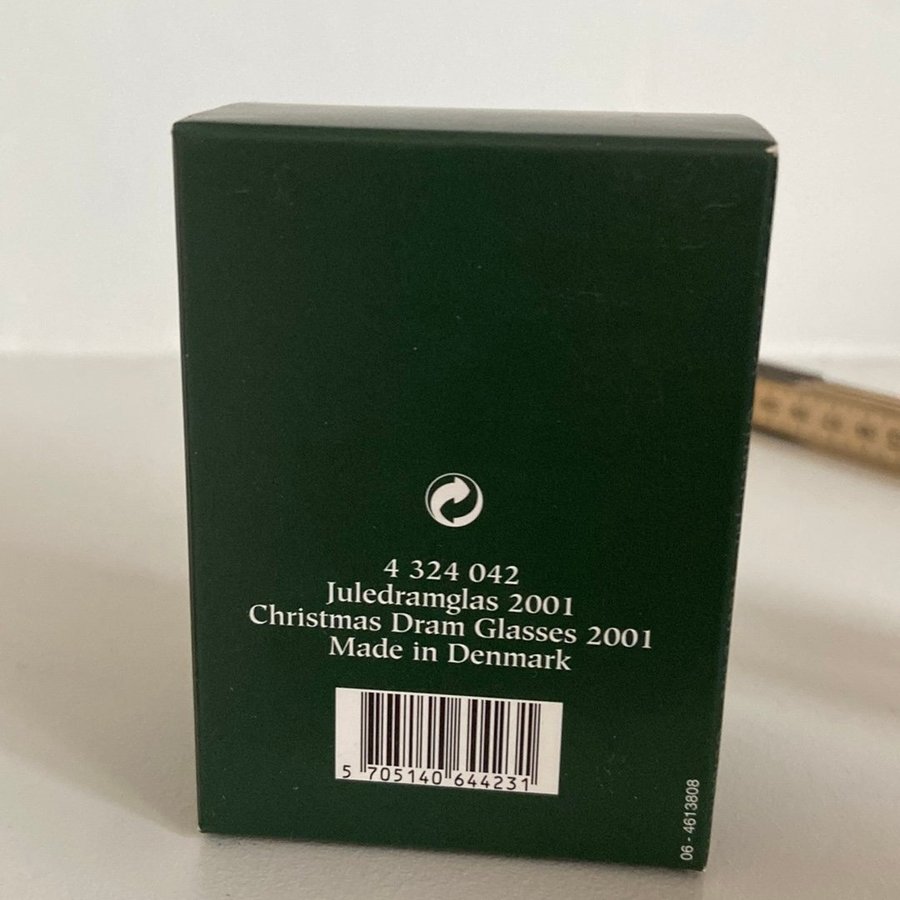 4 324 042
Juledramglas 2001
Christmas Dram Glasses 2001
Made in Denmark
5 705140 644231
06 - 4613808